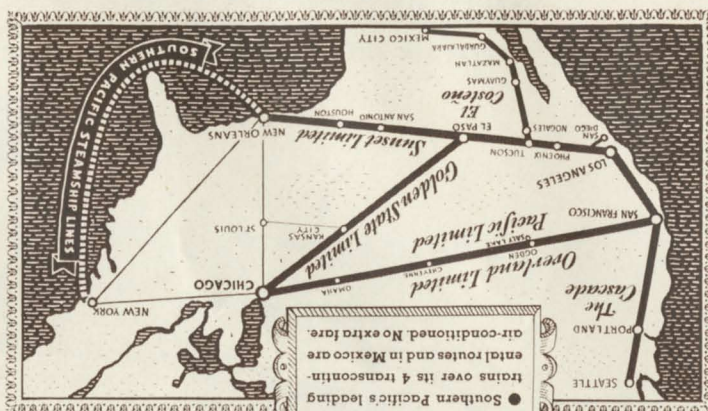 ● Southern Pacific's leading
trains over its 4 transcontin-
ental routes and in Mexico are
air-conditioned. No extra fare.
SEATTLE
PORTLAND
The
Cascade
Overland Limited
Pacific Limited
OMAHA
CHEYENNE
OGDEN
SALT LAKE
CHICAGO
NEW YORK
SAN FRANCISCO
Golden State Limited
KANSAS
CITY
ST LOUIS
LOS ANGELES
SAN
DIEGO
PHOENIX
TUCSON
NOGALES
EL PASO
Sunset Limited
SAN ANTONIO
HOUSTON
NEW ORLEANS
El
Costeño
GUAYMAS
MAZATLAN
GUADALAJARA
MEXICO CITY
SOUTHERN PACIFIC STEAMSHIP LINES